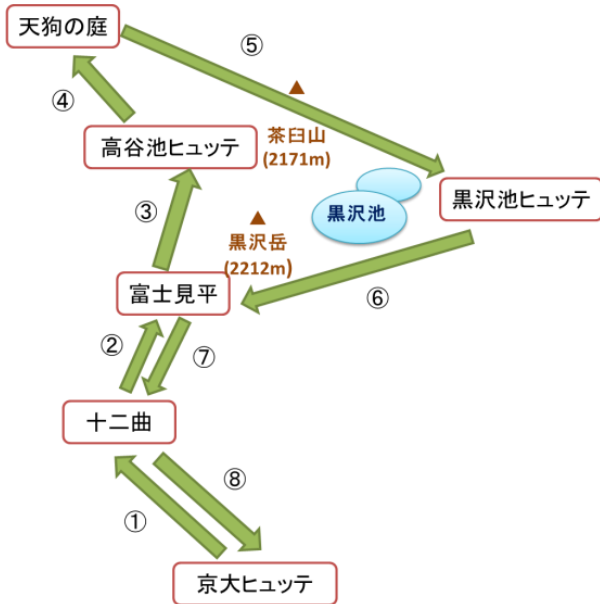 天狗の庭
⑤
④
高谷池ヒュッテ
茶臼山
(2171m)
黒沢池ヒュッテ
③
黒沢池
黒沢岳
(2212m)
富士見平
⑥
②
⑦
十二曲
⑧
①
京大ヒュッテ